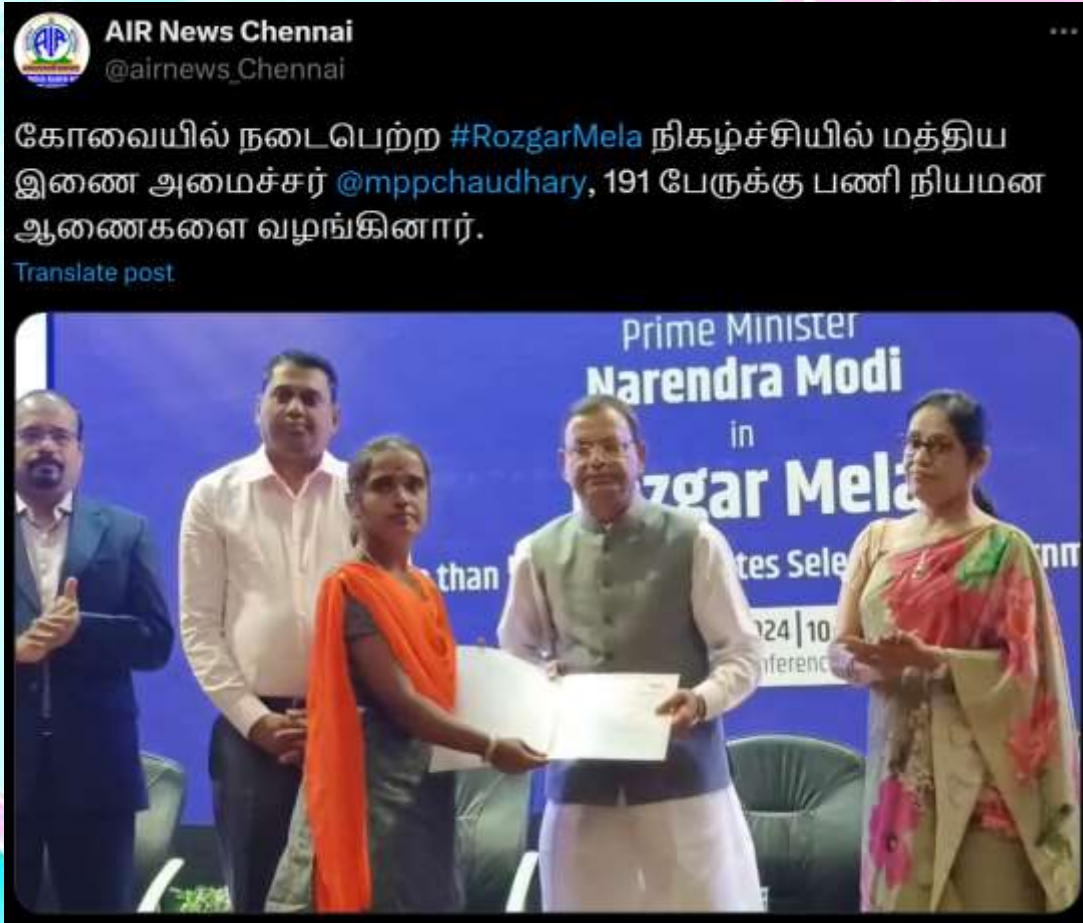 AIR News Chennai
@airnews_Chennai
கோவையில் நடைபெற்ற #RozgarMela நிகழ்ச்சியில் மத்திய
இணை அமைச்சர் @mppchaudhary, 191 பேருக்கு பணி நியமன
ஆணைகளை வழங்கினார்.
Translate post
Prime Minister
Narendra Modi
in
zgar Mela
than
tes Sele
024 | 10
nferenc